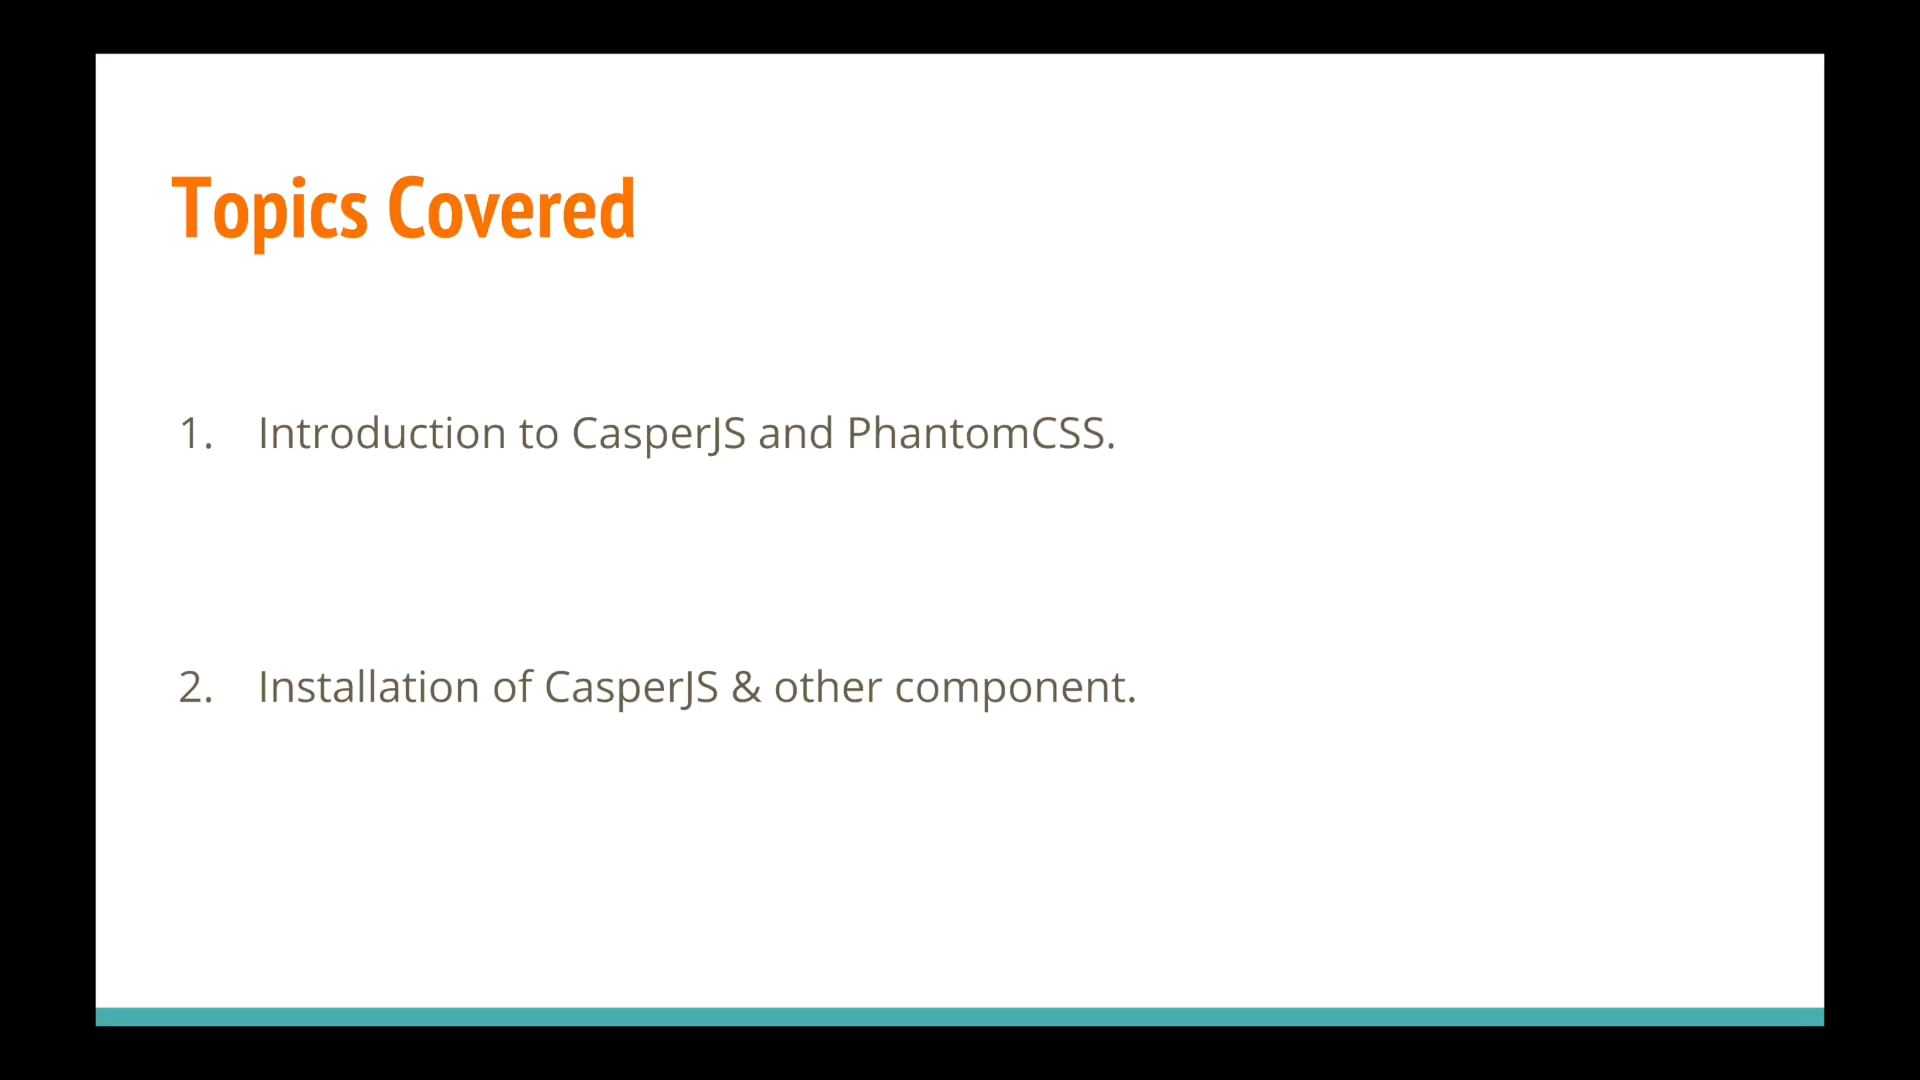 Topics Covered
1. Introduction to CasperJS and PhantomCSS.
2. Installation of CasperJS & other component.